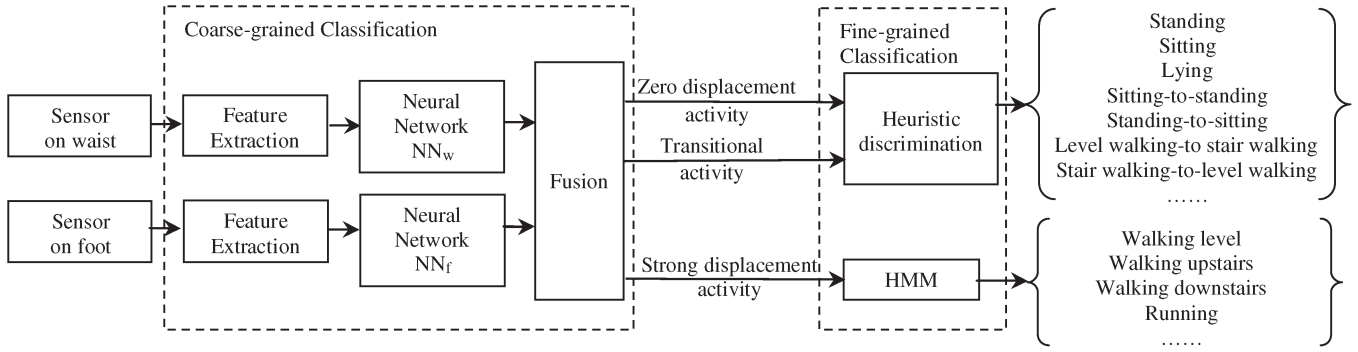 Coarse-grained Classification
Sensor
on waist
Feature
Extraction
Neural
Network
NNw
Sensor
on foot
Feature
Extraction
Neural
Network
NNf
Fusion
Zero displacement
activity
Transitional
activity
Strong displacement
activity
Fine-grained
Classification
Heuristic
discrimination
HMM
Standing
Sitting
Lying
Sitting-to-standing
Standing-to-sitting
Level walking-to stair walking
Stair walking-to-level walking
……
Walking level
Walking upstairs
Walking downstairs
Running
……